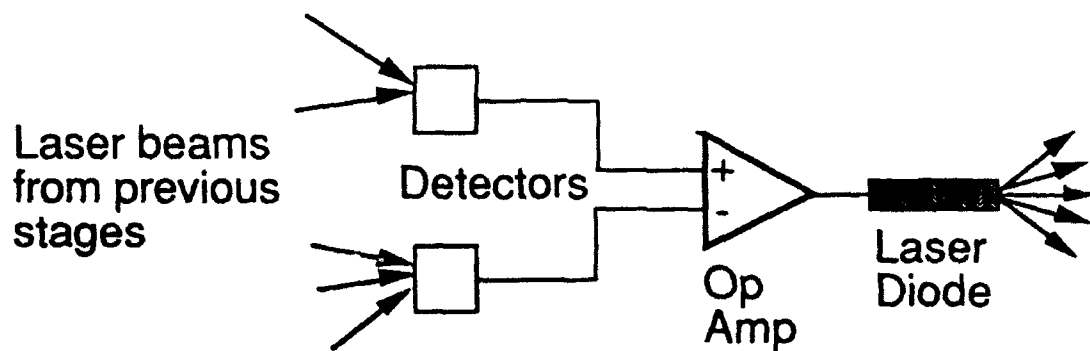 Laser beams
from previous
stages
Detectors
+
-
Op
Amp
Laser
Diode